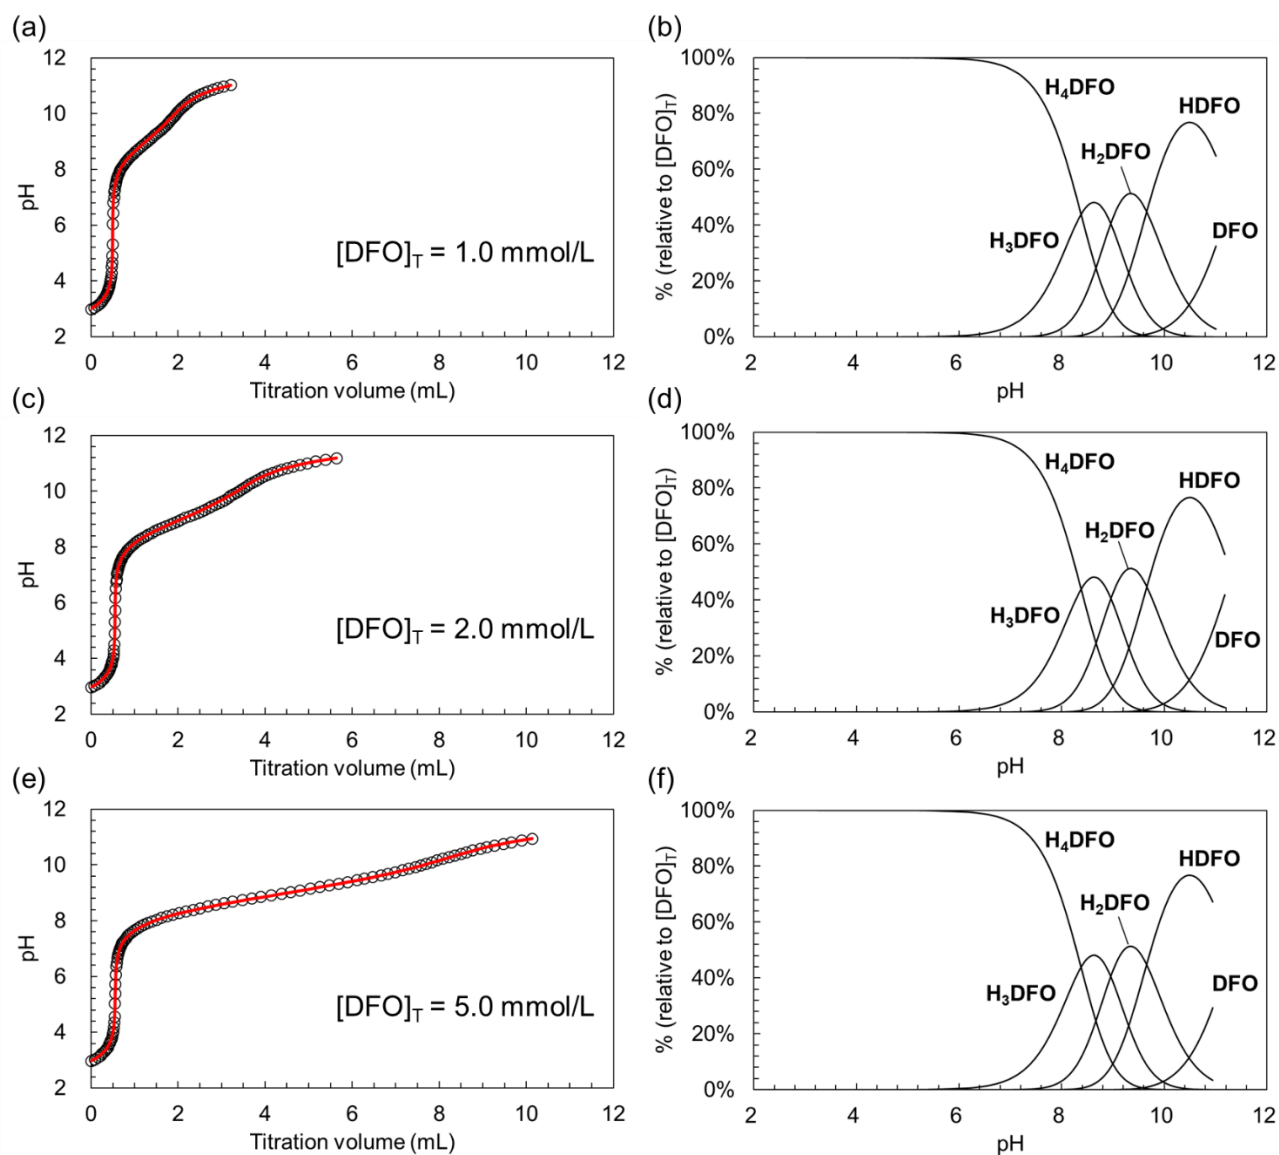 (a)
12
10
8
6
4
2
pH
[DFO]T = 1.0 mmol/L
0 2 4 6 8 10 12
Titration volume (mL)
(b)
100%
80%
60%
40%
20%
0%
% (relative to [DFO]T)
H4DFO
HDFO
H2DFO
H3DFO
DFO
2 4 6 8 10 12
pH
(c)
12
10
8
6
4
2
pH
[DFO]T = 2.0 mmol/L
0 2 4 6 8 10 12
Titration volume (mL)
(d)
100%
80%
60%
40%
20%
0%
% (relative to [DFO]T)
H4DFO
HDFO
H2DFO
H3DFO
DFO
2 4 6 8 10 12
pH
(e)
12
10
8
6
4
2
pH
[DFO]T = 5.0 mmol/L
0 2 4 6 8 10 12
Titration volume (mL)
(f)
100%
80%
60%
40%
20%
0%
% (relative to [DFO]T)
H4DFO
HDFO
H2DFO
H3DFO
DFO
2 4 6 8 10 12
pH